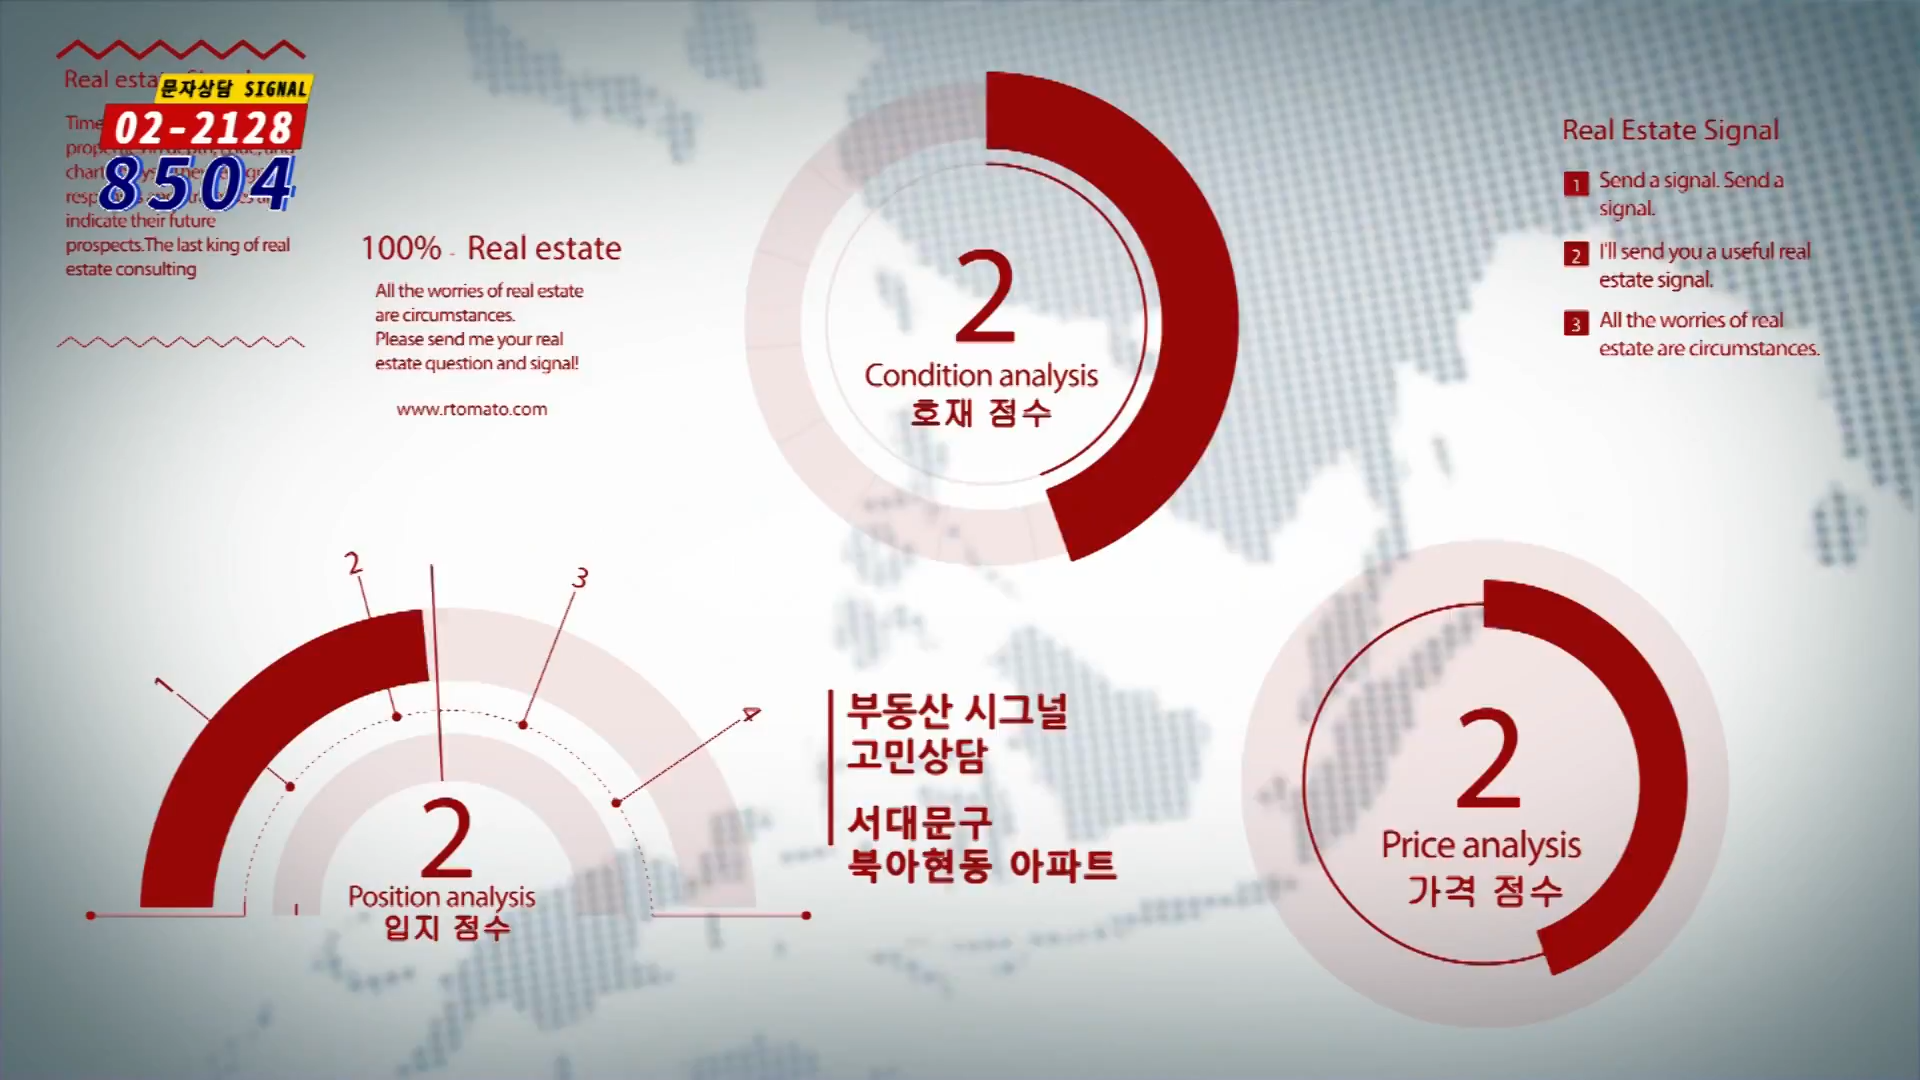 Real esta
문자상담 SIGNAL
02-2128
8504
Time
prop
chart
resp
indicate their future
prospects.The last king of real
estate consulting
100% - Real estate
All the worries of real estate
are circumstances.
Please send me your real
estate question and signal!
www.rtomato.com
2
Condition analysis
호재 점수
Real Estate Signal
1 Send a signal. Send a
signal.
2 I'll send you a useful real
estate signal.
3 All the worries of real
estate are circumstances.
1
2
3
4
2
Position analysis
입지 점수
부동산 시그널
고민상담
서대문구
북아현동 아파트
2
Price analysis
가격 점수